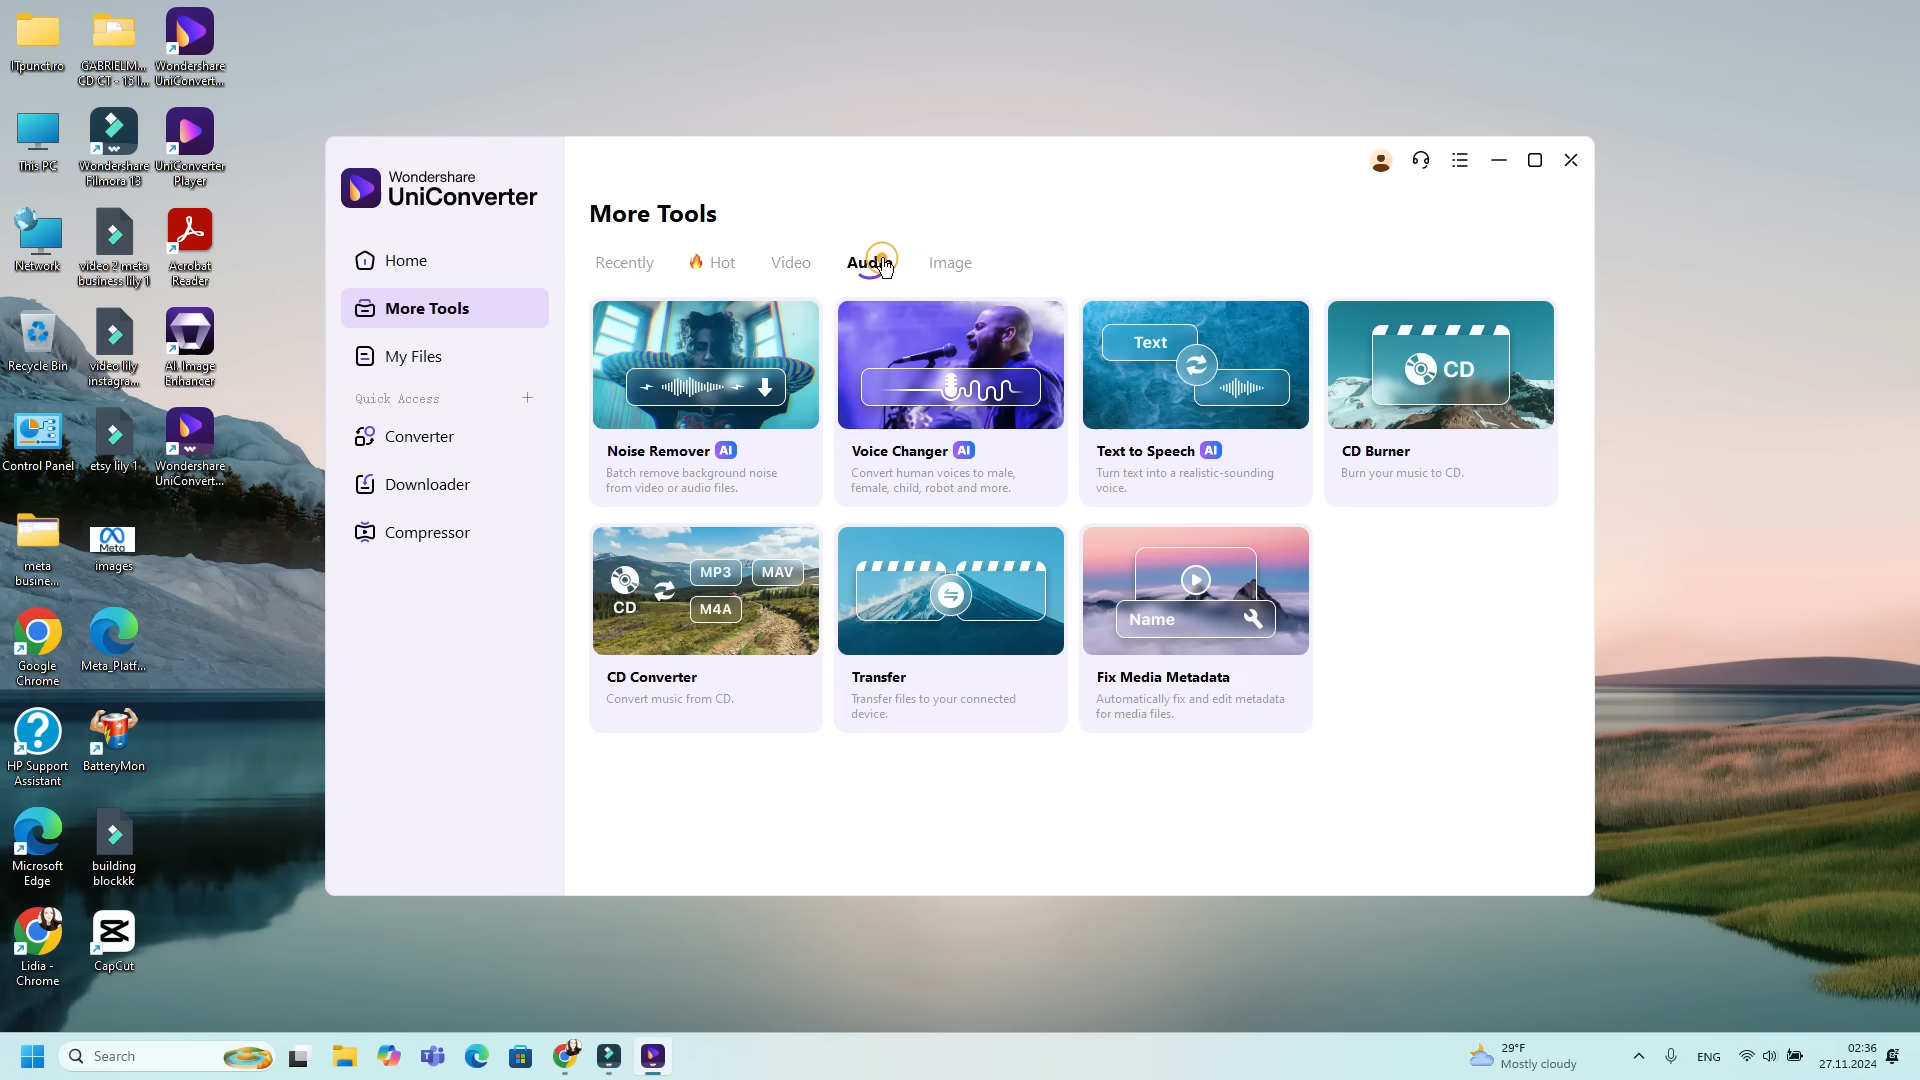 ITpunct.ro
GABRIELM...
CD CT - 15 I...
Wondershare
UniConvert...
This PC
Wondershare
Filmora 13
UniConverter
Player
Network
video 2 meta
business lily 1
Acrobat
Reader
Recycle Bin
video lily
instagra...
AI Image
Enhancer
Control Panel
etsy lily 1
Wondershare
UniConvert...
meta
busine...
Meta
images
Google
Chrome
Meta_Platf...
HP Support
Assistant
BatteryMon
Microsoft
Edge
building
blockkk
Lidia -
Chrome
CapCut
Wondershare
UniConverter
Home
More Tools
My Files
Quick Access
Converter
Downloader
Compressor
More Tools
Recently
Hot
Video
Audio
Image
Noise Remover AI
Batch remove background noise
from video or audio files.
Voice Changer AI
Convert human voices to male,
female, child, robot and more.
Text
Text to Speech AI
Turn text into a realistic-sounding
voice.
CD
CD Burner
Burn your music to CD.
CD
MP3
MAV
M4A
CD Converter
Convert music from CD.
Transfer
Transfer files to your connected
device.
Name
Fix Media Metadata
Automatically fix and edit metadata
for media files.
Search
29°F
Mostly cloudy
ENG
02:36
27.11.2024